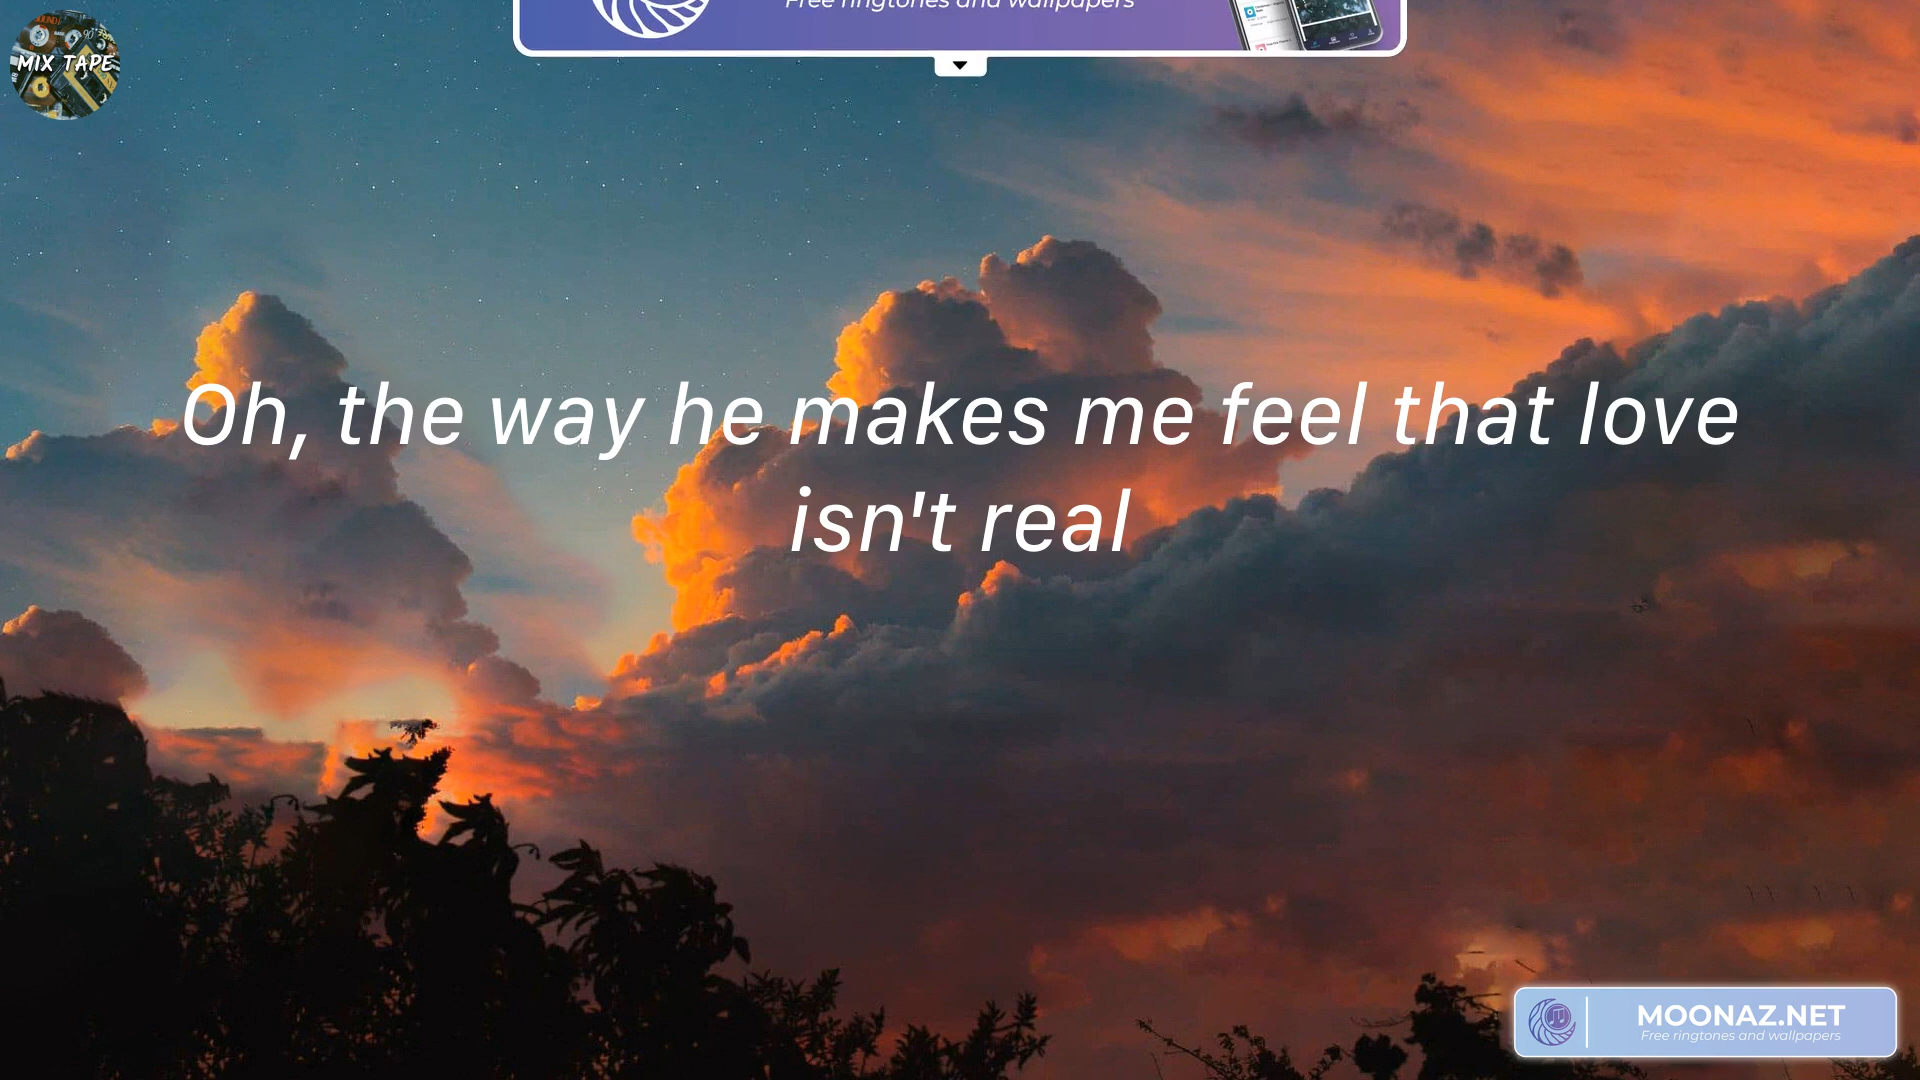 Free ringtones and wallpapers
MIX TAPE
Oh, the way he makes me feel that love
isn't real
MOONAZ.NET
Free ringtones and wallpapers